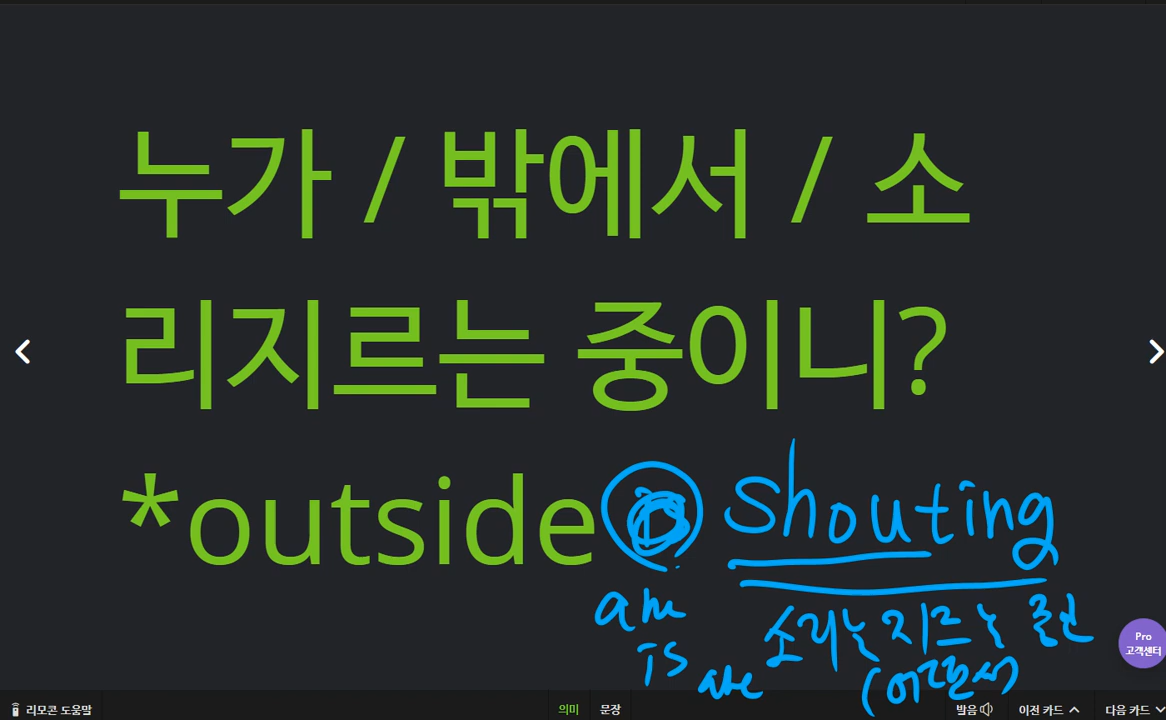 누가 / 밖에서 / 소
리지르는 중이니?
*outside
Shouting
am
is
are
소리를 지르는
Pro
고객센터
리모콘 도움말
의미
문장
발음
이전 카드
다음 카드